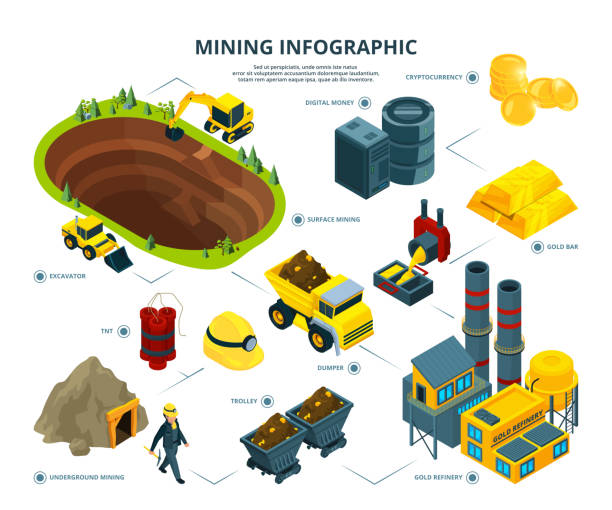 MINING INFOGRAPHIC
Sed ut perspiciatis, unde omnis iste natus
error sit voluptatem accusantium doloremque laudantium,
totam rem aperiam eaque ipsa, quae ab illo
CRYPTOCURRENCY
DIGITAL MONEY
SURFACE MINING
GOLD BAR
EXCAVATOR
TNT
DUMPER
TROLLEY
GOLD REFINERY
UNDERGROUND MINING
GOLD REFINERY